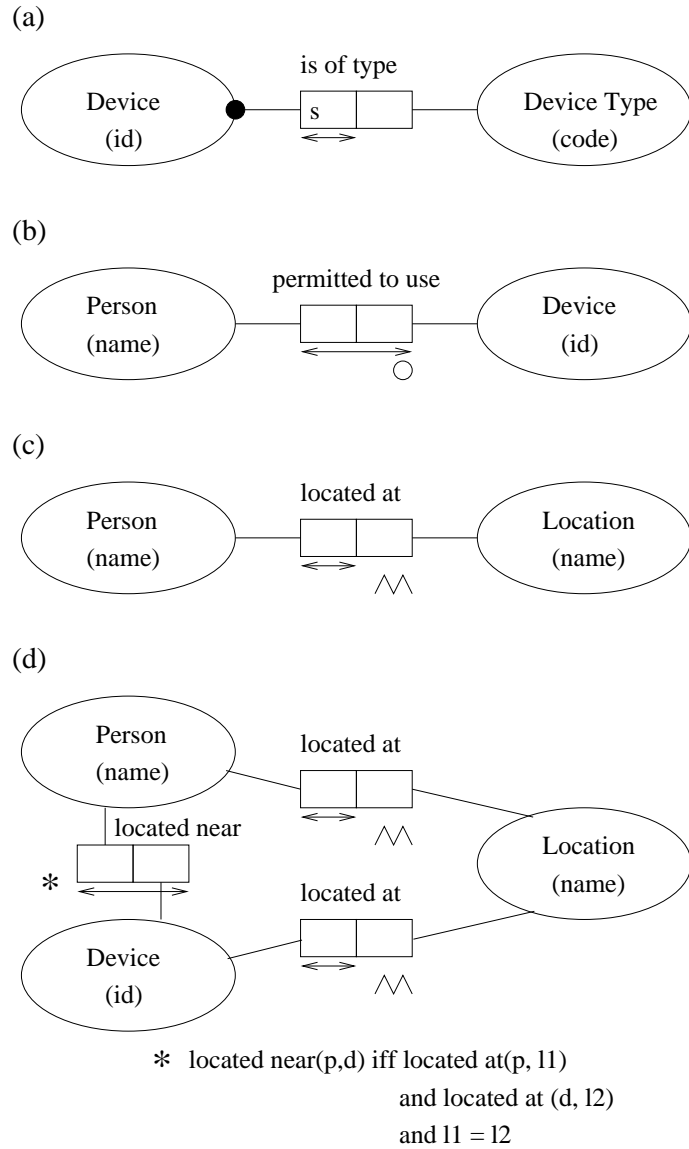 (a)
is of type
Device
(id)
s
Device Type
(code)
(b)
permitted to use
Person
(name)
Device
(id)
(c)
located at
Person
(name)
Location
(name)
(d)
Person
(name)
located at
located near
*
Location
(name)
located at
Device
(id)
* located near(p,d) iff located at(p, l1)
and located at (d, l2)
and l1 = l2